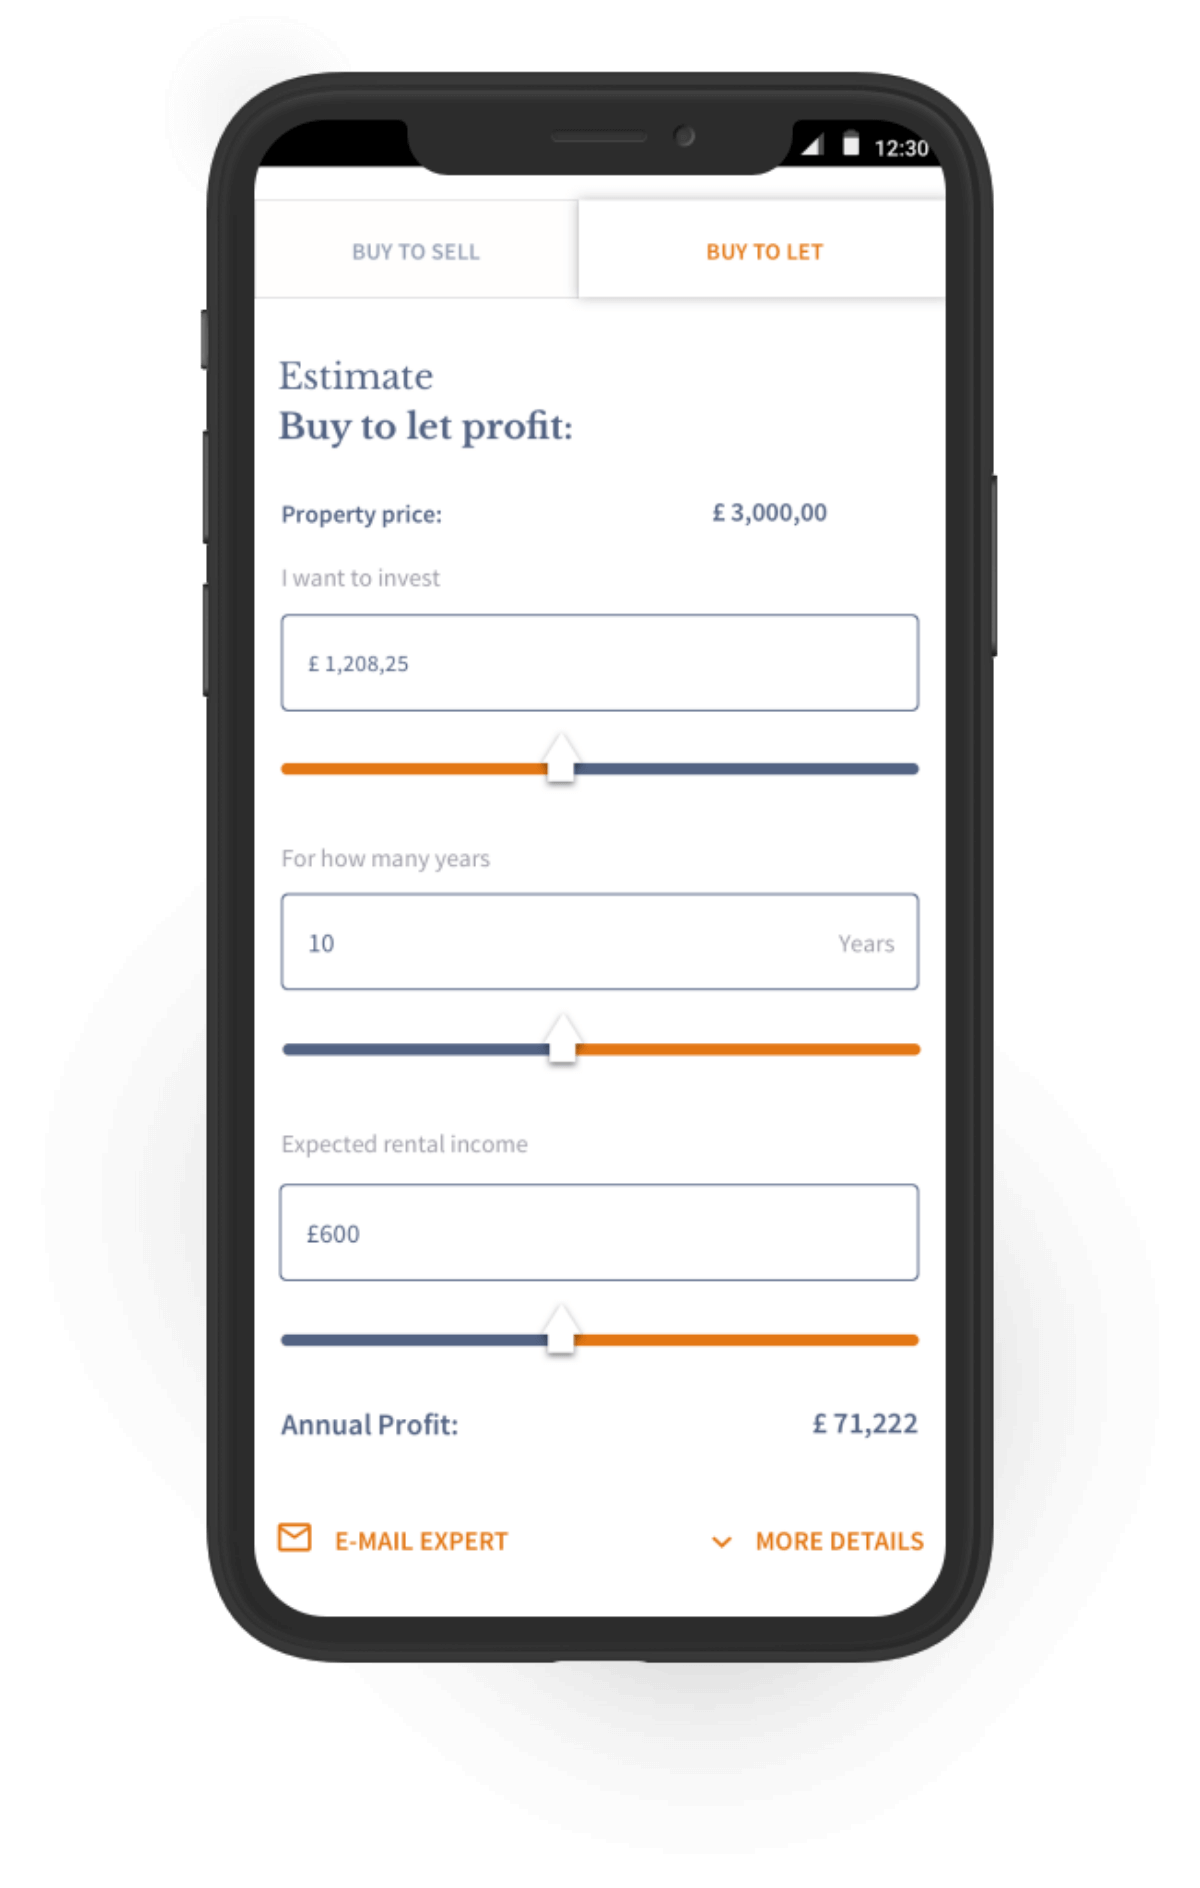 12:30
BUY TO SELL
BUY TO LET
Estimate
Buy to let profit:
Property price:
£ 3,000,00
I want to invest
£ 1,208,25
For how many years
10
Years
Expected rental income
£600
Annual Profit:
£ 71,222
E-MAIL EXPERT
MORE DETAILS